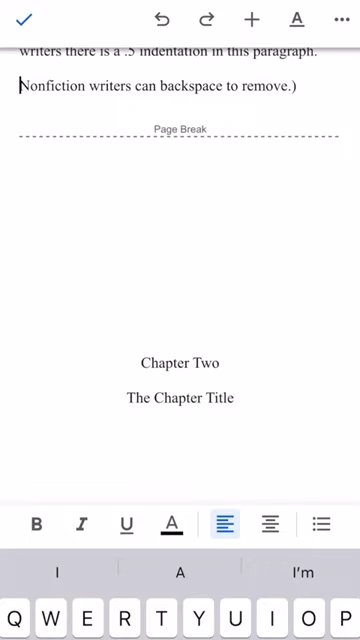 A
writers there is a .5 indentation in this paragraph.
Nonfiction writers can backspace to remove.)
Page Break
Chapter Two
The Chapter Title
B I U A
I A I'm
Q W E R T Y U I O P